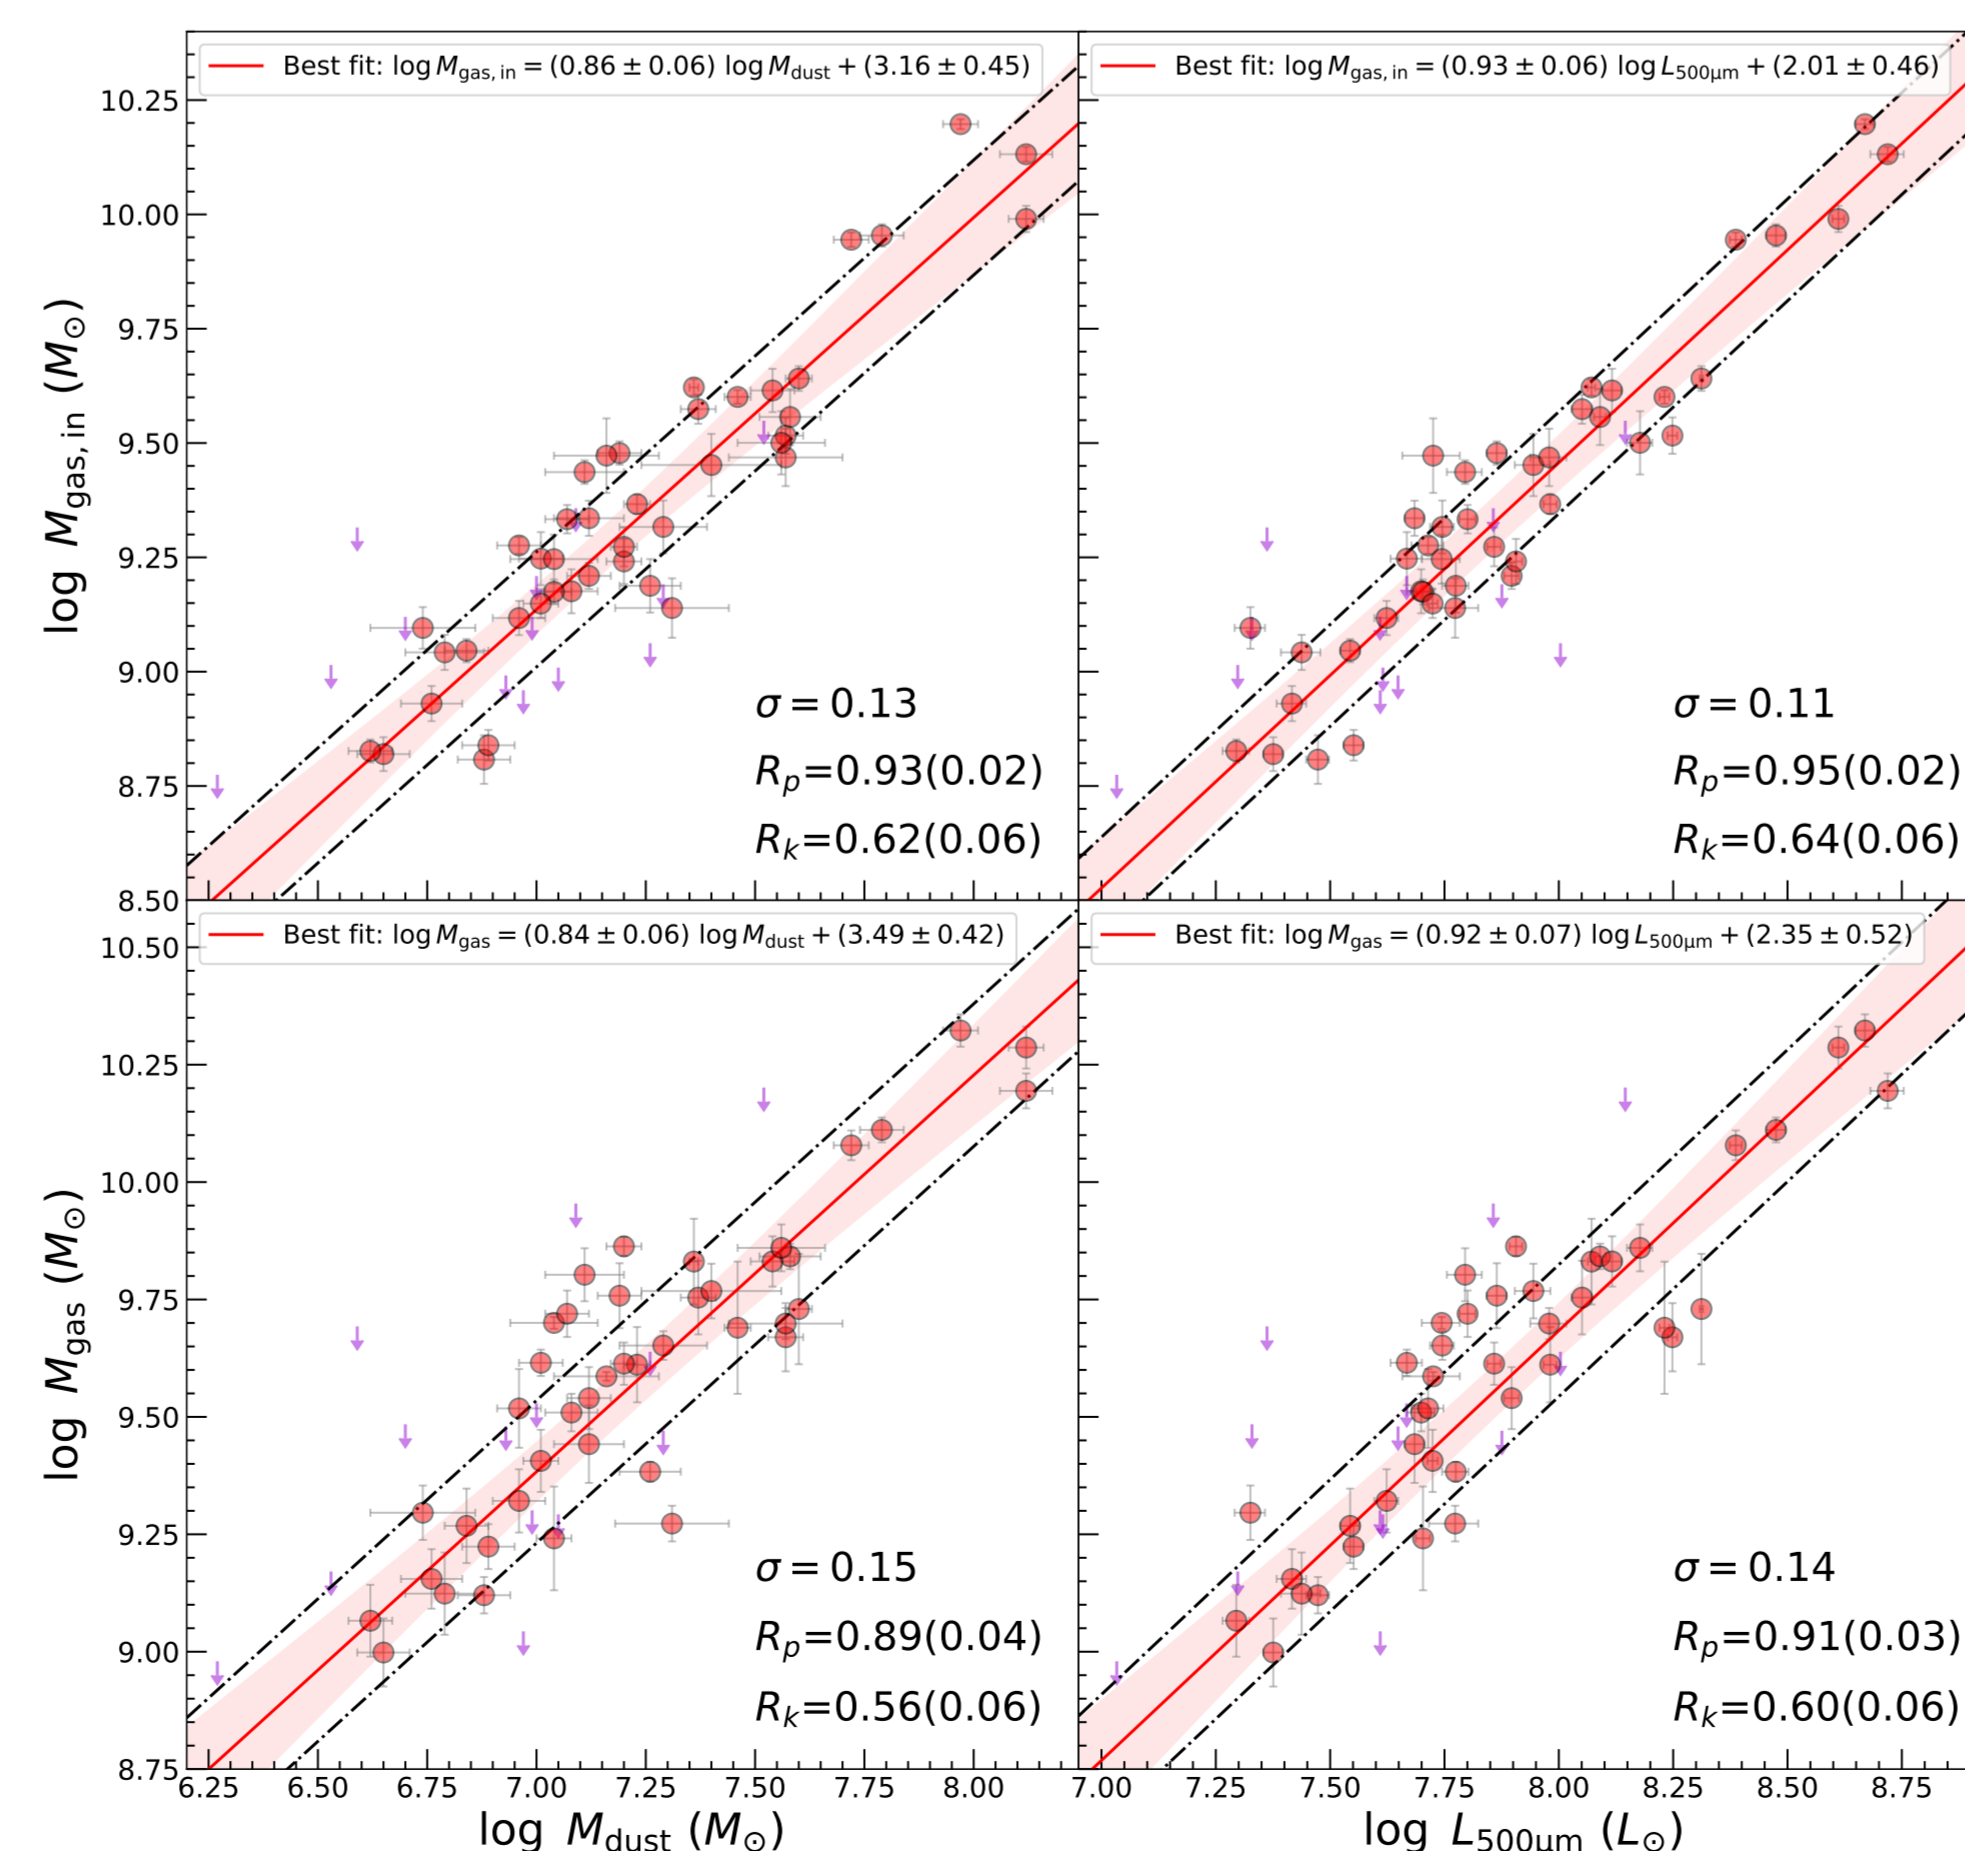 Best fit: log M_gas, in = (0.86 ± 0.06) log M_dust + (3.16 ± 0.45)
Best fit: log M_gas, in = (0.93 ± 0.06) log L_500μm + (2.01 ± 0.46)
10.25
10.00
9.75
9.50
9.25
9.00
8.75
8.50
log M_gas, in (M_⊙)
σ = 0.13
R_p=0.93(0.02)
R_k=0.62(0.06)
σ = 0.11
R_p=0.95(0.02)
R_k=0.64(0.06)
Best fit: log M_gas = (0.84 ± 0.06) log M_dust + (3.49 ± 0.42)
Best fit: log M_gas = (0.92 ± 0.07) log L_500μm + (2.35 ± 0.52)
10.50
10.25
10.00
9.75
9.50
9.25
9.00
8.75
log M_gas (M_⊙)
σ = 0.15
R_p=0.89(0.04)
R_k=0.56(0.06)
σ = 0.14
R_p=0.91(0.03)
R_k=0.60(0.06)
6.25 6.50 6.75 7.00 7.25 7.50 7.75 8.00
7.00 7.25 7.50 7.75 8.00 8.25 8.50 8.75
log M_dust (M_⊙)
log L_500μm (L_⊙)